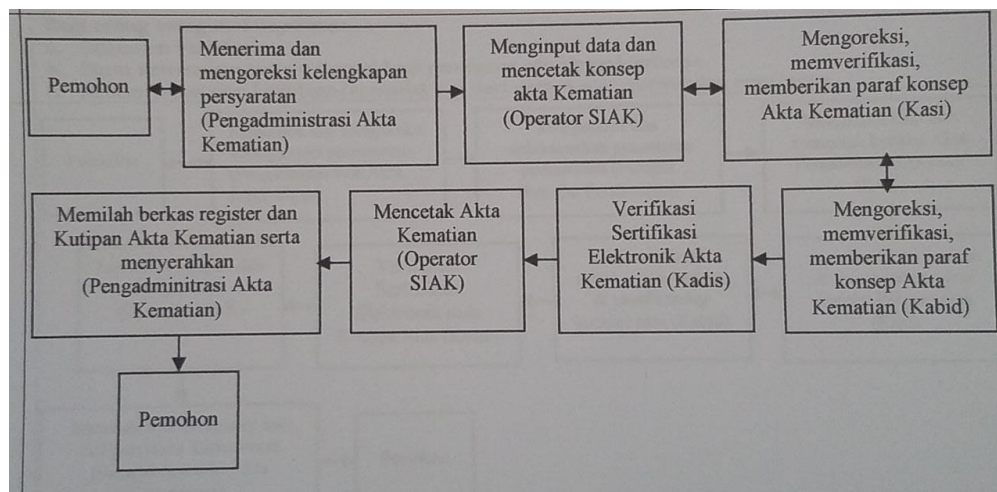 Pemohon
Menerima dan
mengoreksi kelengkapan
persyaratan
(Pengadministrasi Akta
Kematian)
Menginput data dan
mencetak konsep
akta Kematian
(Operator SIAK)
Mengoreksi,
memverifikasi,
memberikan paraf konsep
Akta Kematian (Kasi)
Memilah berkas register dan
Kutipan Akta Kematian serta
menyerahkan
(Pengadminitrasi Akta
Kematian)
Mencetak Akta
Kematian
(Operator
SIAK)
Verifikasi
Sertifikasi
Elektronik Akta
Kematian (Kadis)
Mengoreksi,
memverifikasi,
memberikan paraf
konsep Akta
Kematian (Kabid)
Pemohon